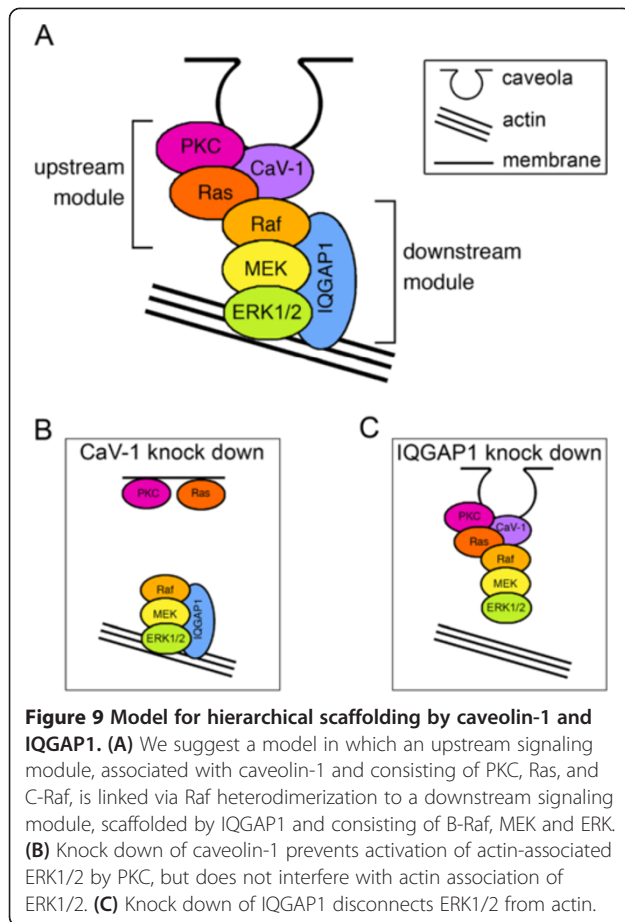 A
caveola
actin
membrane
PKC
CaV-1
upstream
module
Ras
Raf
MEK
IQGAP1
downstream
module
ERK1/2
B
CaV-1 knock down
PKC
Ras
Raf
MEK
IQGAP1
ERK1/2
C
IQGAP1 knock down
PKC
CaV-1
Ras
Raf
MEK
ERK1/2
Figure 9 Model for hierarchical scaffolding by caveolin-1 and
IQGAP1. (A) We suggest a model in which an upstream signaling
module, associated with caveolin-1 and consisting of PKC, Ras, and
C-Raf, is linked via Raf heterodimerization to a downstream signaling
module, scaffolded by IQGAP1 and consisting of B-Raf, MEK and ERK.
(B) Knock down of caveolin-1 prevents activation of actin-associated
ERK1/2 by PKC, but does not interfere with actin association of
ERK1/2. (C) Knock down of IQGAP1 disconnects ERK1/2 from actin.